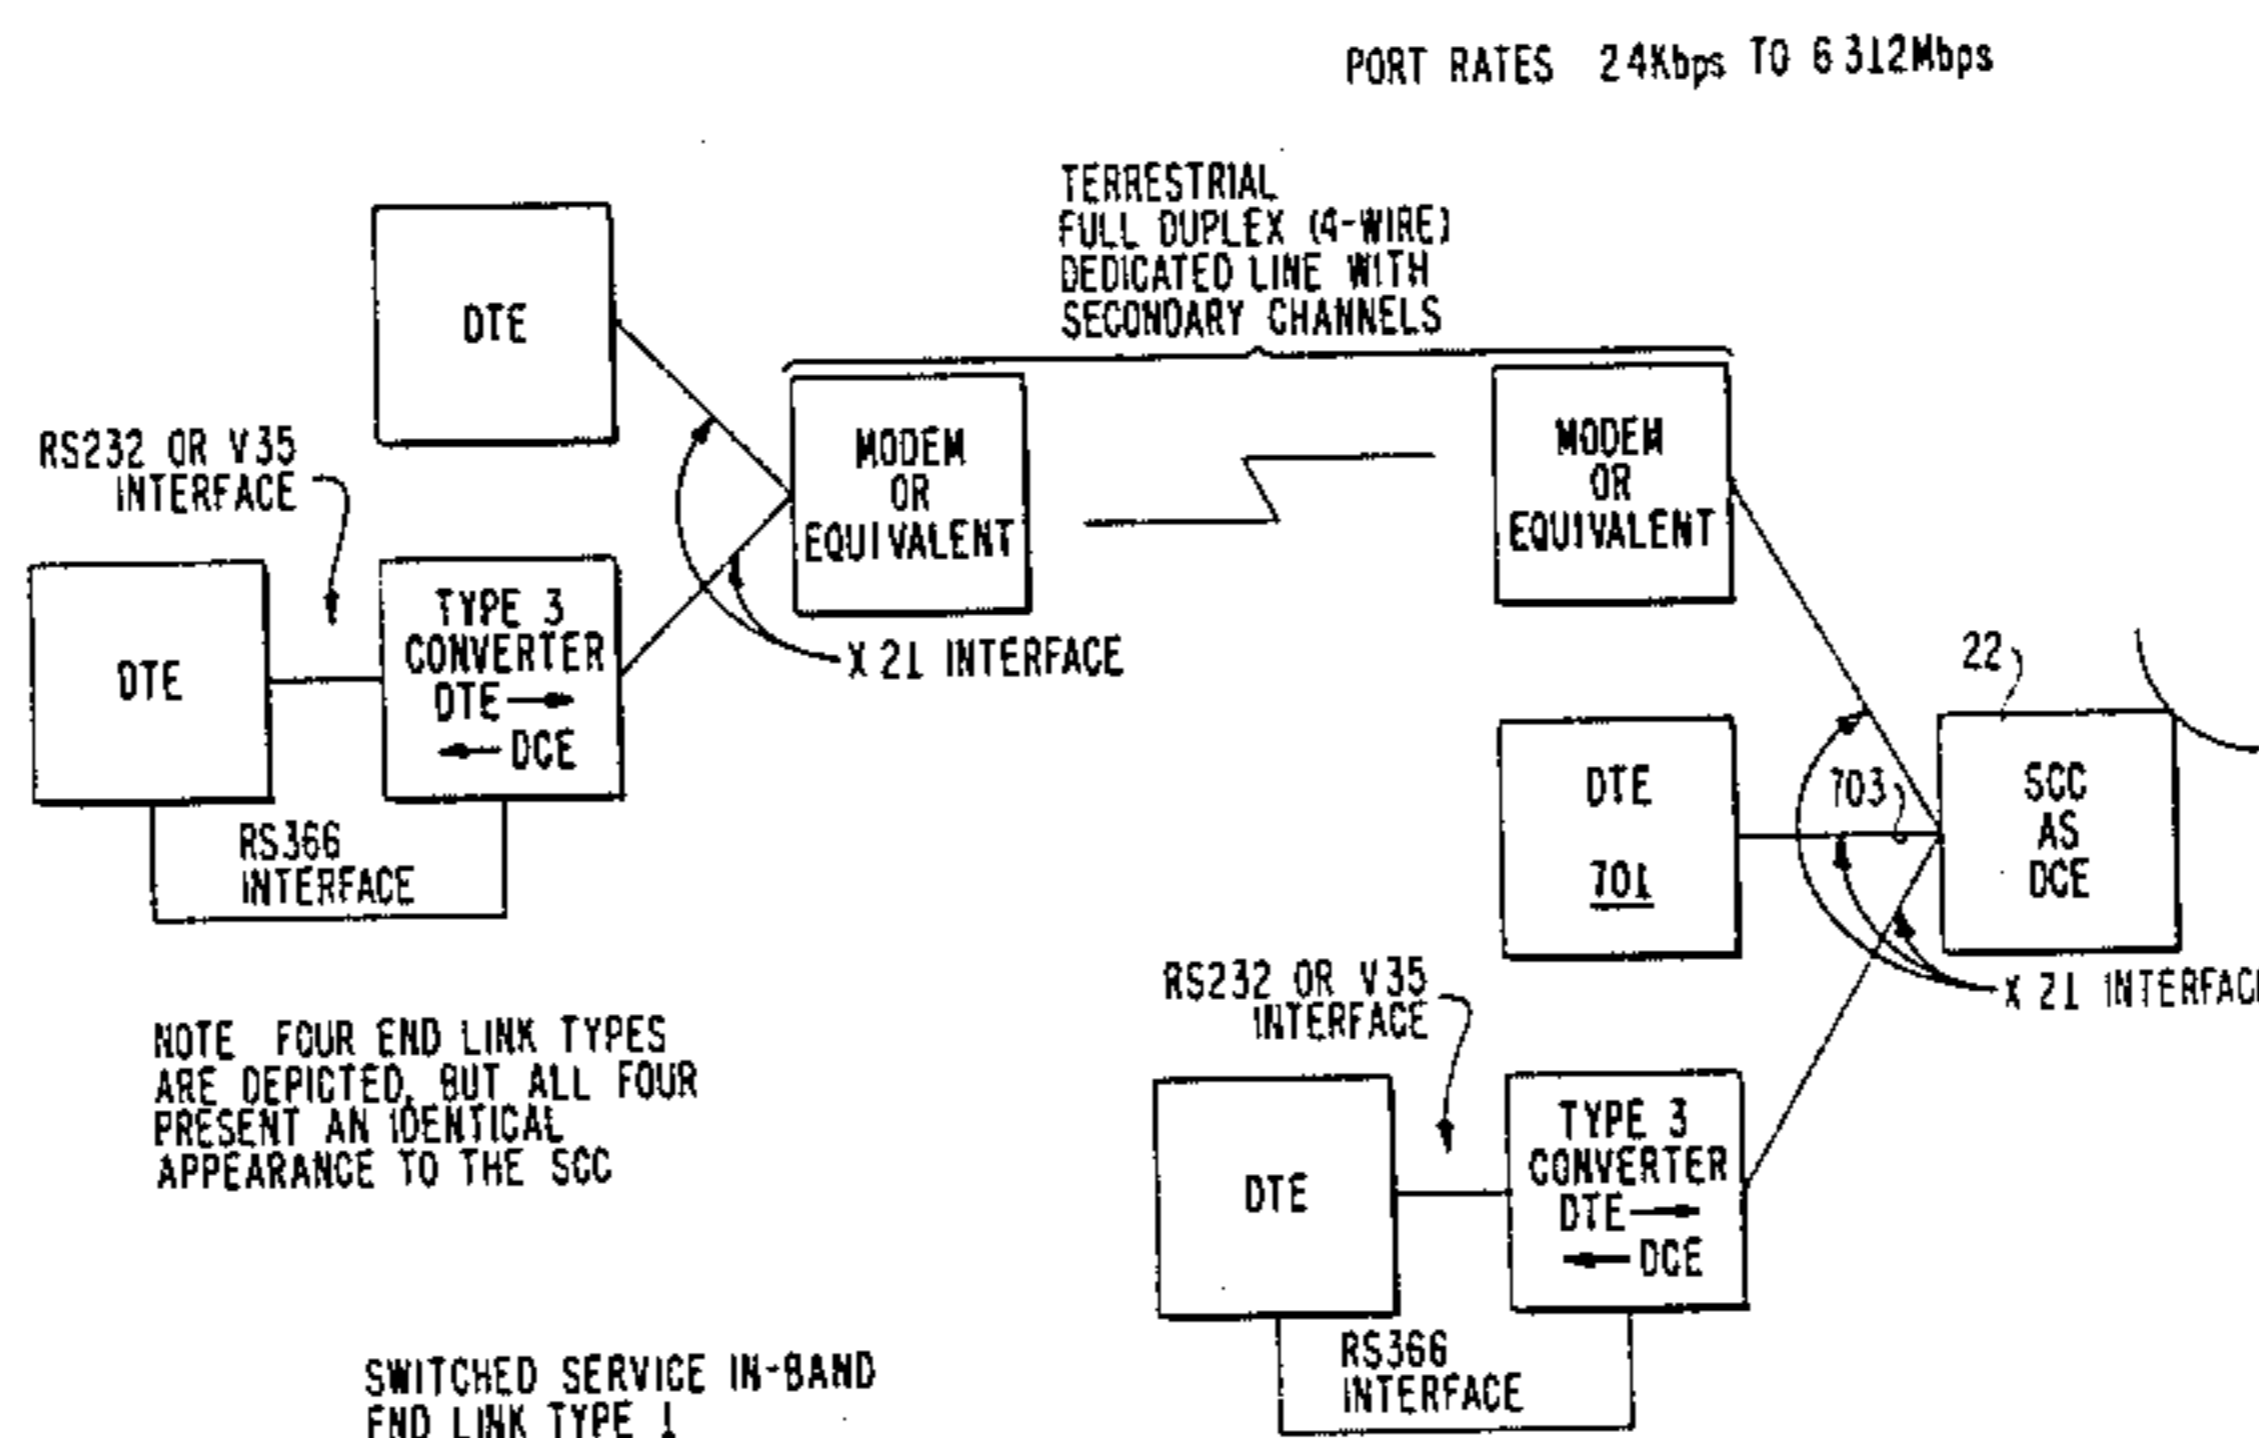 PORT RATES 2 4Kbps TO 6 312Mbps
TERRESTRIAL
FULL DUPLEX (4-WIRE)
DEDICATED LINE WITH
SECONDARY CHANNELS
DTE
RS232 OR V 35
INTERFACE
MODEM
OR
EQUIVALENT
MODEM
OR
EQUIVALENT
DTE
TYPE 3
CONVERTER
DTE
DCE
X 21 INTERFACE
RS366
INTERFACE
22
DTE
701
703
SCC
AS
DCE
X 21 INTERFAC
RS232 OR V 35
INTERFACE
NOTE FOUR END LINK TYPES
ARE DEPICTED, BUT ALL FOUR
PRESENT AN IDENTICAL
APPEARANCE TO THE SCC
DTE
TYPE 3
CONVERTER
DTE
DCE
RS366
INTERFACE
SWITCHED SERVICE IN-BAND
END LINK TYPE 1